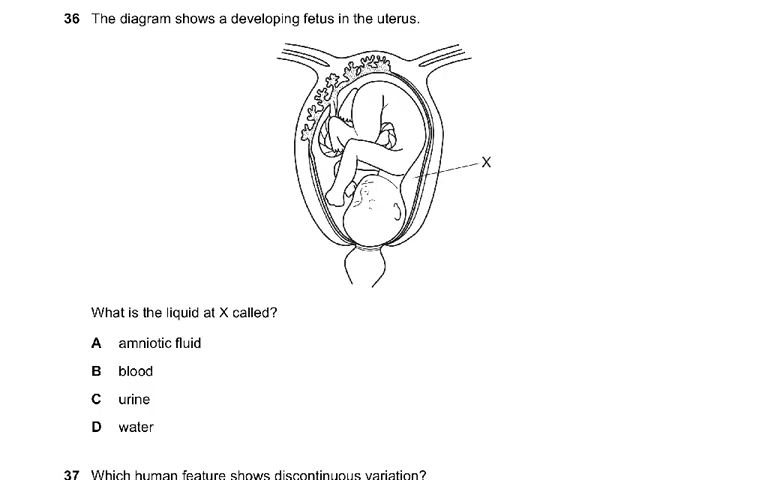 36 The diagram shows a developing fetus in the uterus.
X
What is the liquid at X called?
A amniotic fluid
B blood
C urine
D water
37 Which human feature shows discontinuous variation?